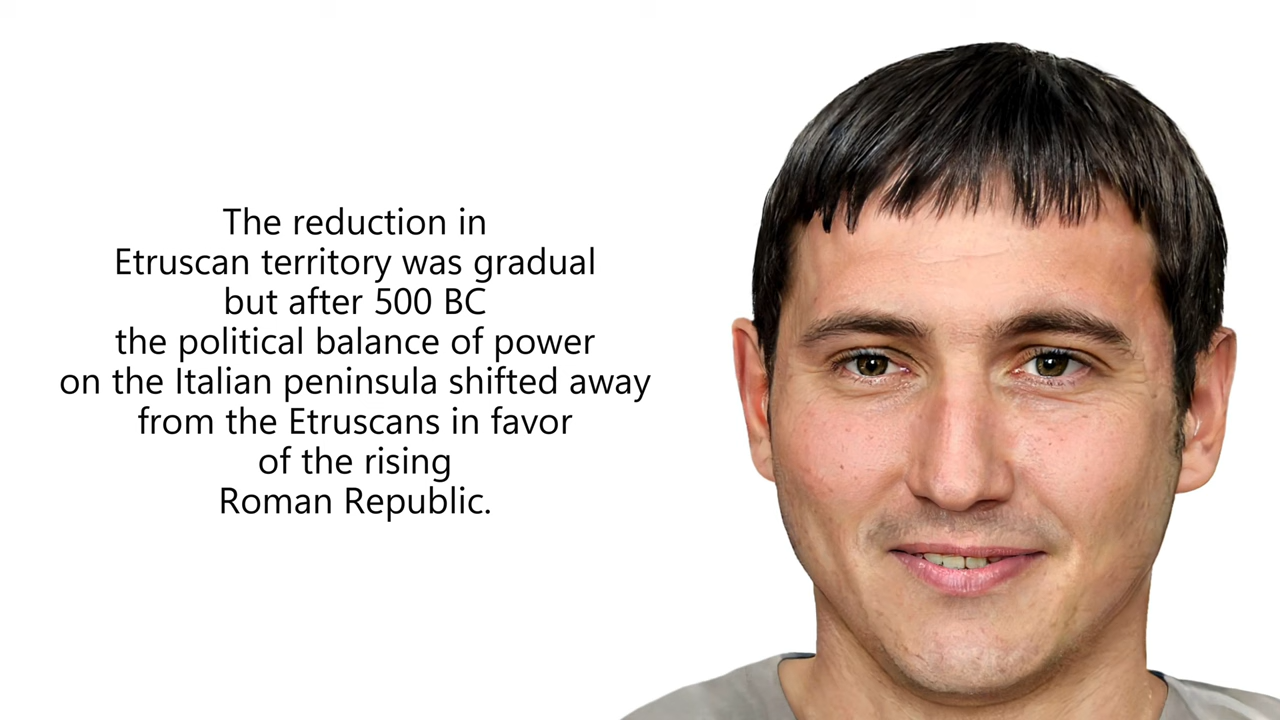 The reduction in
Etruscan territory was gradual
but after 500 BC
the political balance of power
on the Italian peninsula shifted away
from the Etruscans in favor
of the rising
Roman Republic.